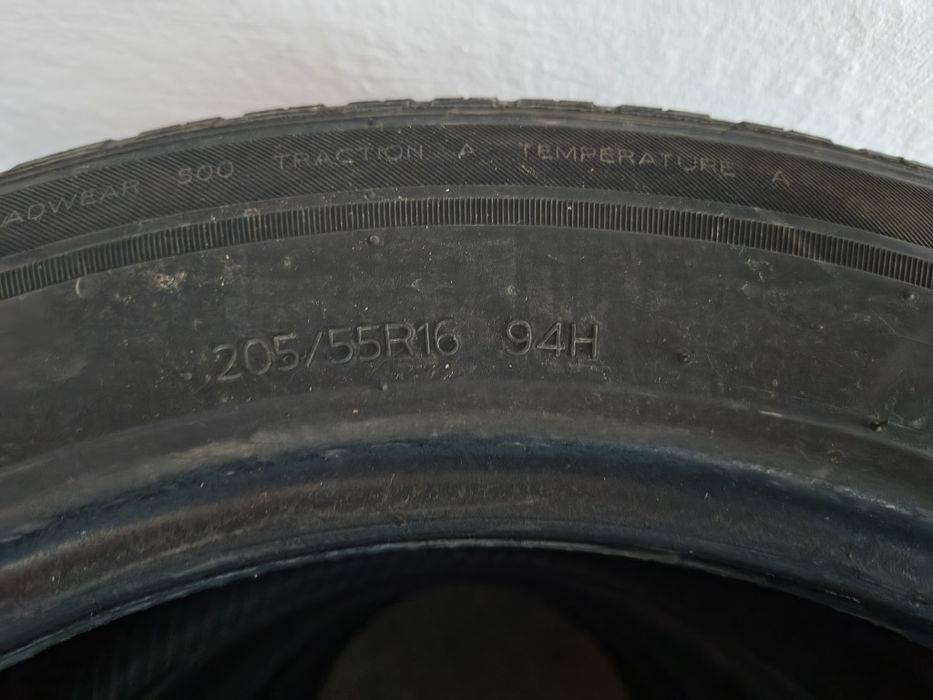 ADWEAR 500 TRACTION A TEMPERATURE A
205/55R16 94H